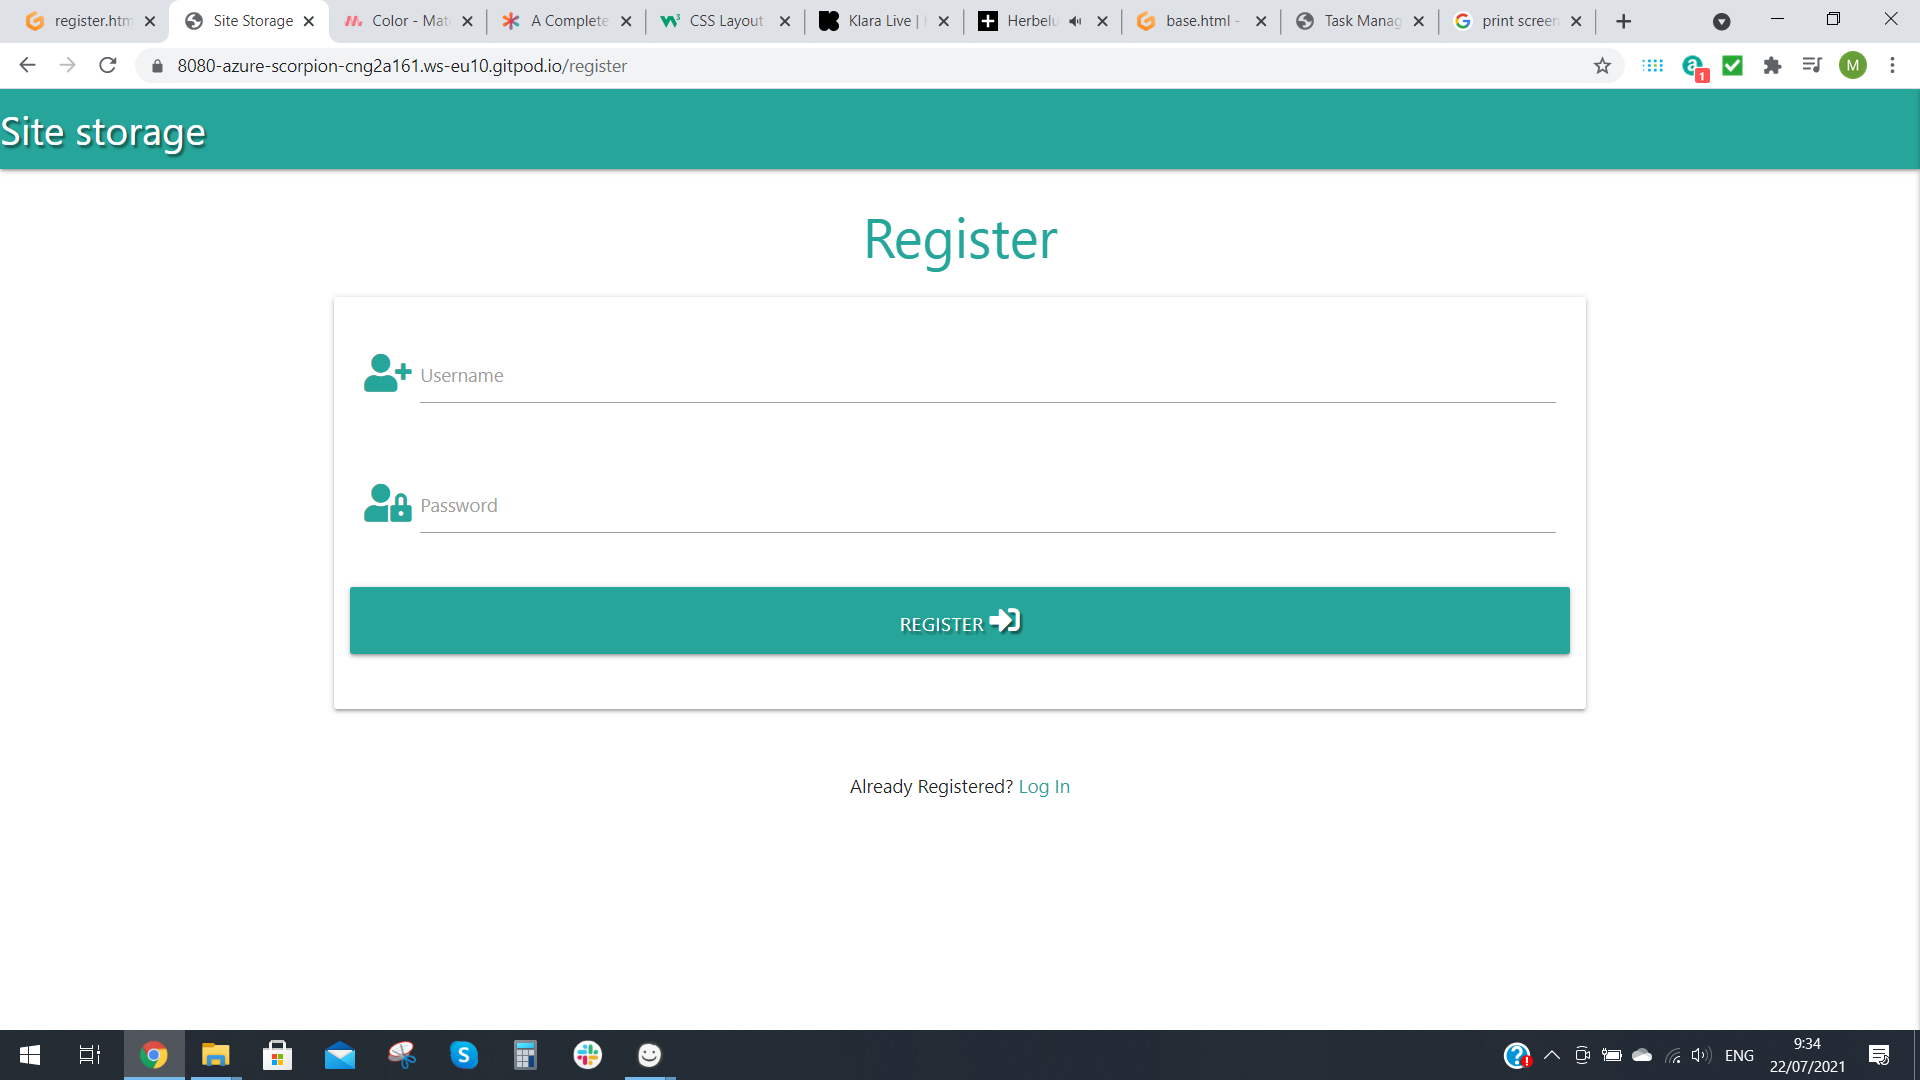 register.htm
Site Storage
Color - Mat
A Complete
CSS Layout
Klara Live |
Herbelu
base.html -
Task Manag
print screen
8080-azure-scorpion-cng2a161.ws-eu10.gitpod.io/register
1
M
Site storage
Register
Username
Password
REGISTER
Already Registered? Log In
ENG
9:34
22/07/2021